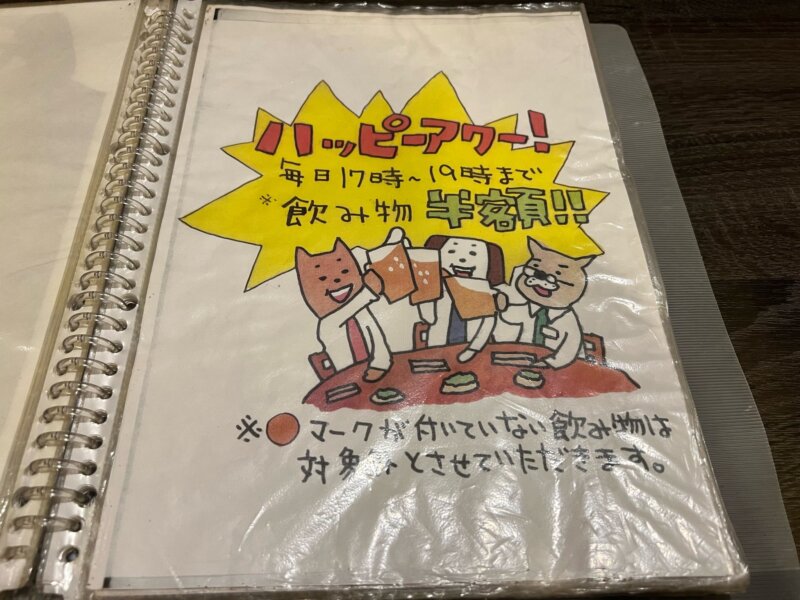 ハッピーアワー!
毎日17時~19時まで
※飲み物 半額!!
※●マークが付いていない飲み物は
対象外とさせていただきます。